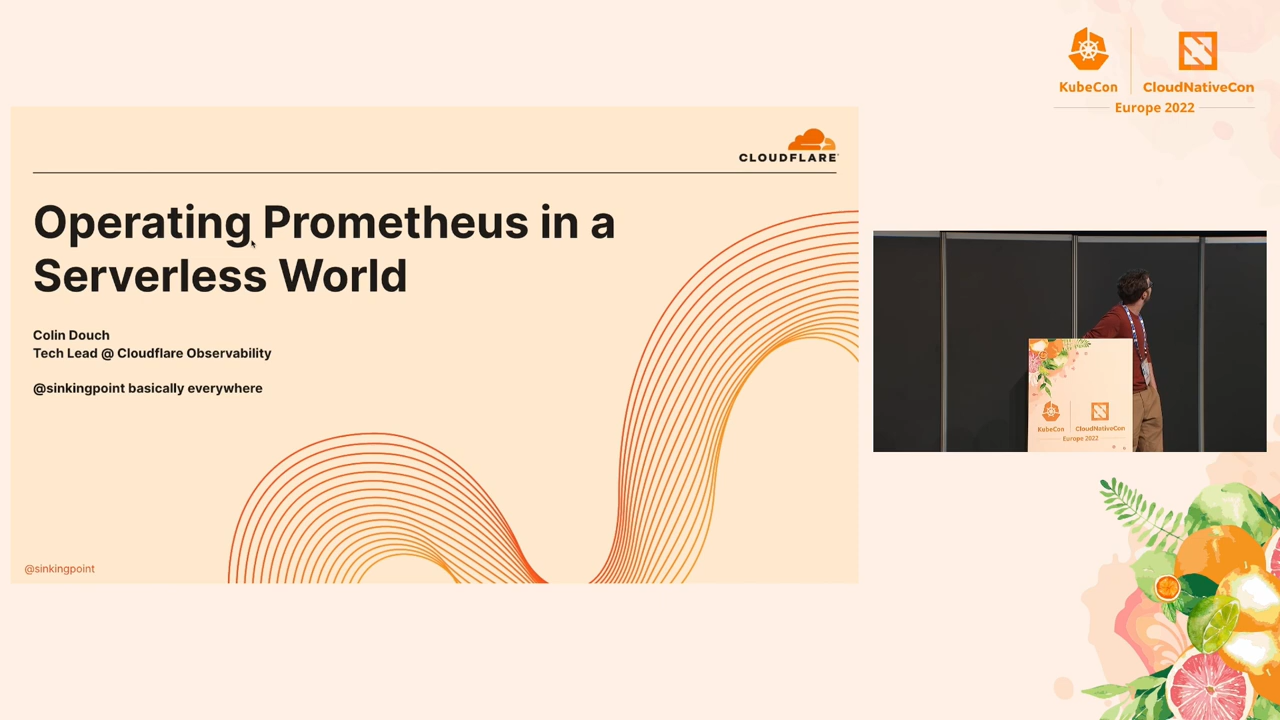 KubeCon
CloudNativeCon
Europe 2022
CLOUDFLARE
Operating Prometheus in a
Serverless World
Colin Douch
Tech Lead @ Cloudflare Observability
@sinkingpoint basically everywhere
@sinkingpoint
KubeCon
CloudNativeCon
Europe 2022